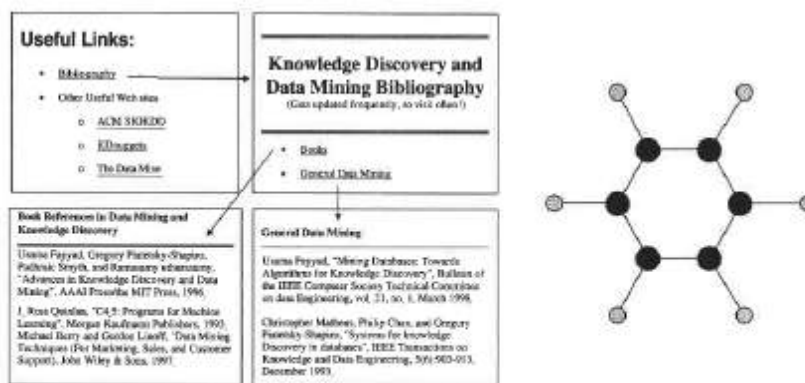 Useful Links:
• Bibliography
• Other Useful Web sites
o ACM SIGKDD
o KDnuggets
o The Data Mine
Knowledge Discovery and
Data Mining Bibliography
(Gets updated frequently, so visit often!)
• Books
• General Data Mining
Book References in Data Mining and
Knowledge Discovery
Usama Fayyad, Gregory Piatetsky-Shapiro,
Padhraic Smyth, and Ramasamy
"Advances in Knowledge Discovery and Data
Mining", AAAI Press/the MIT Press, 1996.
J. Ross Quinlan, "C4.5: Programs for Machine
Learning", Morgan Kaufmann Publishers, 1993.
Michael Berry and Gordon Linoff, "Data Mining
Techniques (For Marketing, Sales, and Customer
Support), John Wiley & Sons, 1997.
General Data Mining
Usama Fayyad, "Mining Databases: Towards
Algorithms for Knowledge Discovery", Bulletin of
the IEEE Computer Society Technical Committee
on data Engineering, vol. 21, no. 1, March 1998.
Christopher Matheus, Philip Chan, and Gregory
Piatetsky-Shapiro, "Systems for knowledge
Discovery in databases", IEEE Transactions on
Knowledge and Data Engineering, 5(6):903-913,
December 1993.